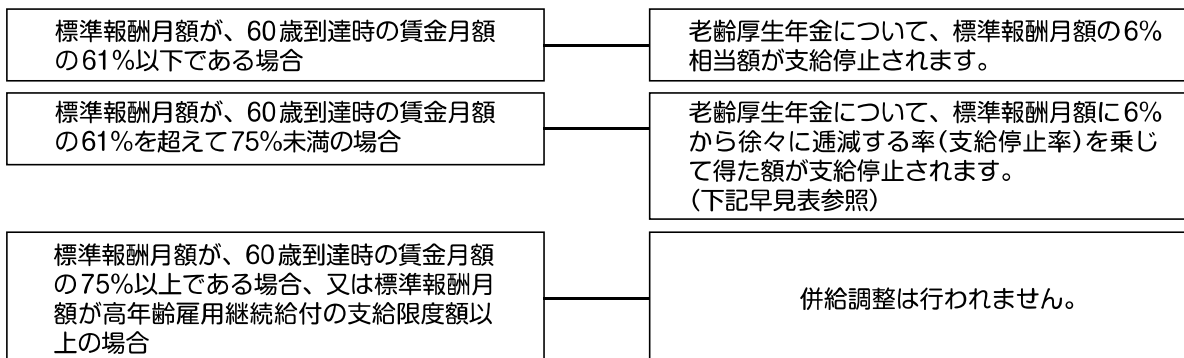 標準報酬月額が、60歳到達時の賃金月額
の61％以下である場合
老齢厚生年金について、標準報酬月額の6％
相当額が支給停止されます。
標準報酬月額が、60歳到達時の賃金月額
の61％を超えて75％未満の場合
老齢厚生年金について、標準報酬月額に6％
から徐々に逓減する率（支給停止率）を乗じ
て得た額が支給停止されます。
（下記早見表参照）
標準報酬月額が、60歳到達時の賃金月額
の75％以上である場合、又は標準報酬月
額が高年齢雇用継続給付の支給限度額以
上の場合
併給調整は行われません。